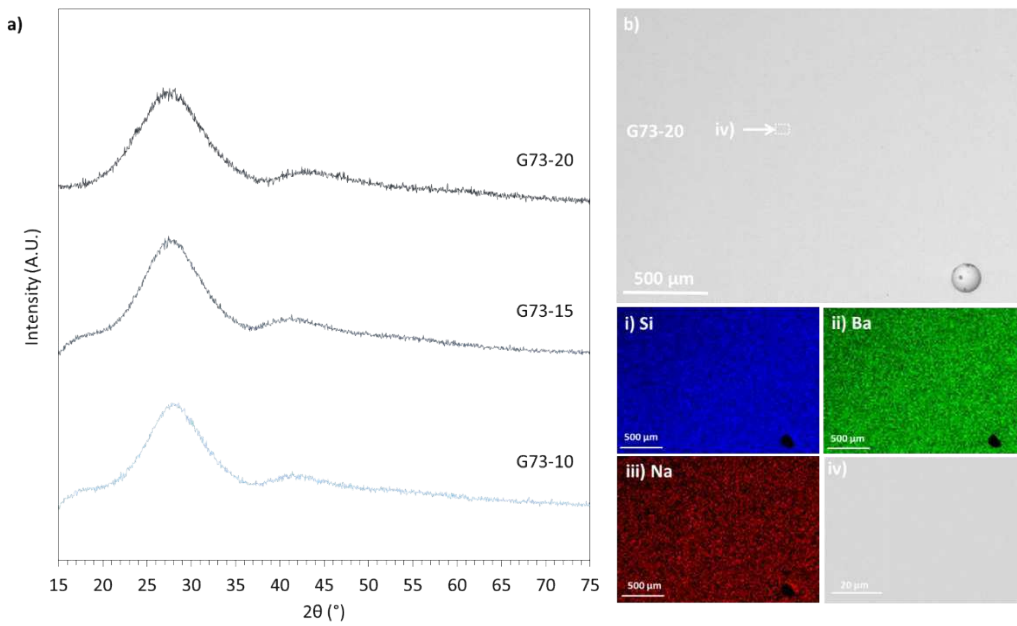 a)
G73-20
G73-15
G73-10
Intensity (A.U.)
15 20 25 30 35 40 45 50 55 60 65 70 75
2θ (°)
b)
G73-20 iv)
500 µm
i) Si
500 µm
ii) Ba
500 µm
iii) Na
500 µm
iv)
20 µm